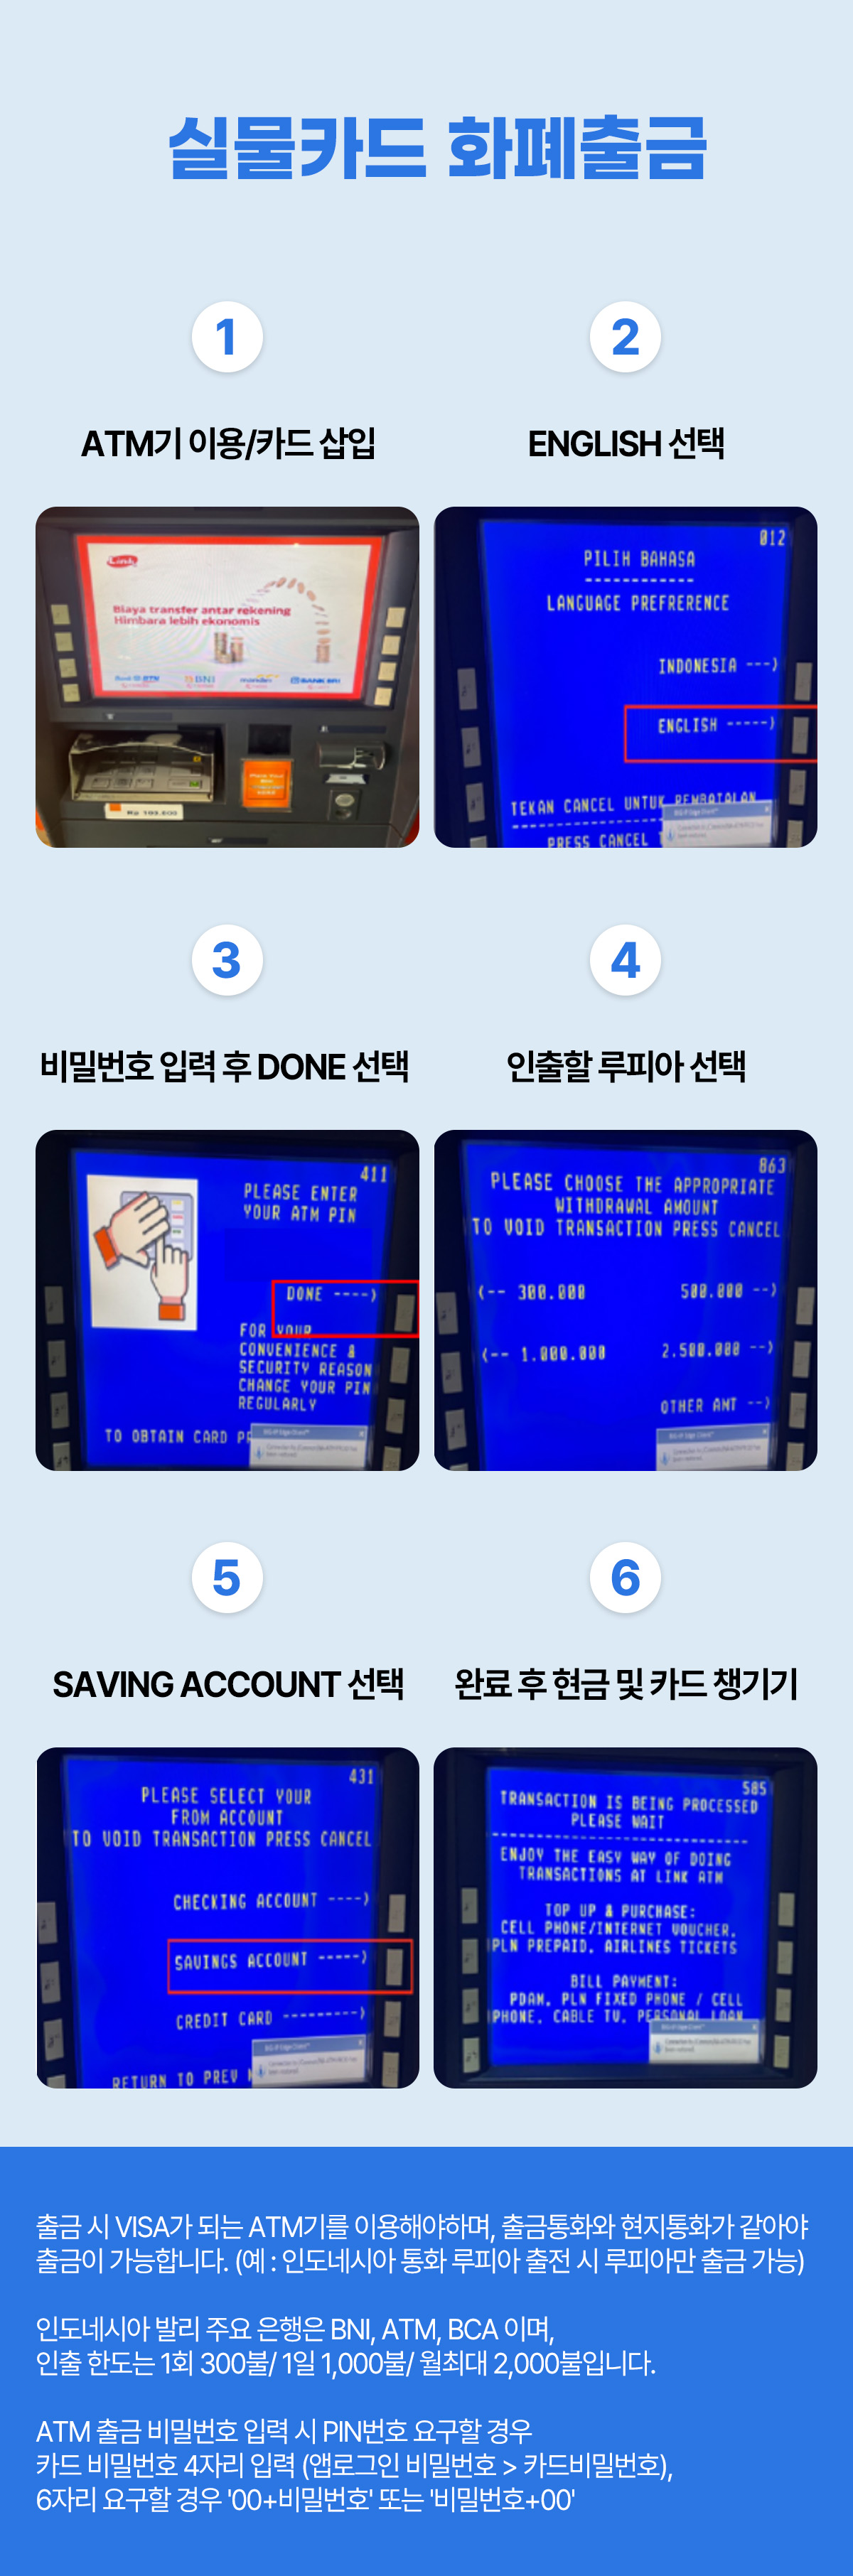 실물카드 화폐출금
1
2
ATM기 이용/카드 삽입
ENGLISH 선택
Link
Biaya transfer antar rekening
Himbara lebih ekonomis
BNI
mandiri
BANK BRI
Rp 103.600
012
PILIH BAHASA
------------
LANGUAGE PREFRERENCE
INDONESIA --->
ENGLISH ----->
TEKAN CANCEL UNTUK PEMBATALAN
PRESS CANCEL
3
4
비밀번호 입력 후 DONE 선택
인출할 루피아 선택
411
PLEASE ENTER
YOUR ATM PIN
DONE ---->
FOR YOUR
CONVENIENCE &
SECURITY REASON
CHANGE YOUR PIN
REGULARLY
TO OBTAIN CARD
863
PLEASE CHOOSE THE APPROPRIATE
WITHDRAWAL AMOUNT
TO VOID TRANSACTION PRESS CANCEL
<-- 300.000 500.000 -->
<-- 1.000.000 2.500.000 -->
OTHER AMT -->
5
6
SAVING ACCOUNT 선택
완료 후 현금 및 카드 챙기기
431
PLEASE SELECT YOUR
FROM ACCOUNT
TO VOID TRANSACTION PRESS CANCEL
CHECKING ACCOUNT ---->
SAVINGS ACCOUNT ----->
CREDIT CARD --------->
RETURN TO PREV
585
TRANSACTION IS BEING PROCESSED
PLEASE WAIT
ENJOY THE EASY WAY OF DOING
TRANSACTIONS AT LINK ATM
TOP UP & PURCHASE:
CELL PHONE/INTERNET VOUCHER,
PLN PREPAID, AIRLINES TICKETS
BILL PAYMENT:
PDAM, PLN FIXED PHONE / CELL
PHONE, CABLE TV, PERSONAL LOAN
출금 시 VISA가 되는 ATM기를 이용해야하며, 출금통화와 현지통화가 같아야
출금이 가능합니다. (예 : 인도네시아 통화 루피아 출전 시 루피아만 출금 가능)
인도네시아 발리 주요 은행은 BNI, ATM, BCA 이며,
인출 한도는 1회 300불/ 1일 1,000불/ 월최대 2,000불입니다.
ATM 출금 비밀번호 입력 시 PIN번호 요구할 경우
카드 비밀번호 4자리 입력 (앱로그인 비밀번호 > 카드비밀번호),
6자리 요구할 경우 '00+비밀번호' 또는 '비밀번호+00'